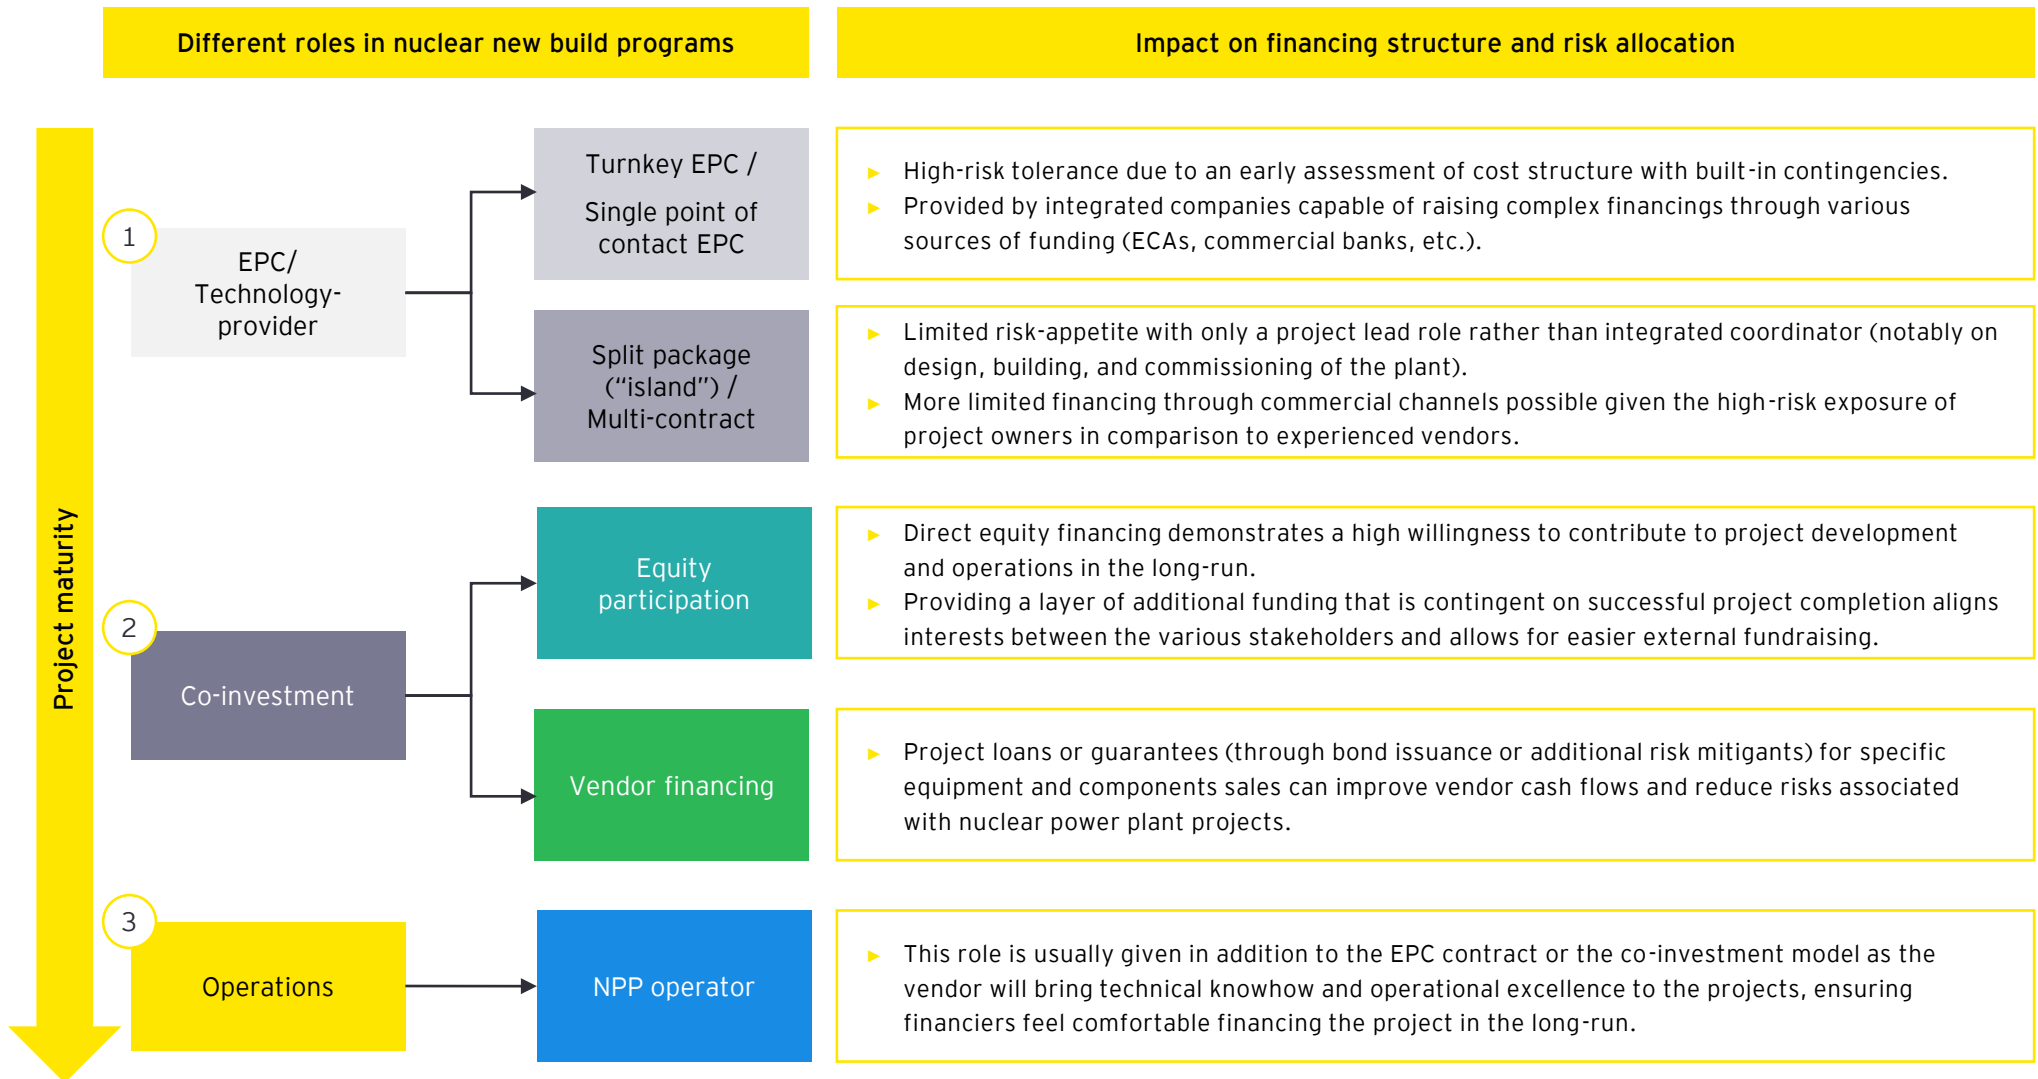 Different roles in nuclear new build programs
Impact on financing structure and risk allocation
Project maturity
1
EPC/
Technology-
provider
Turnkey EPC /
Single point of
contact EPC
► High-risk tolerance due to an early assessment of cost structure with built-in contingencies.
► Provided by integrated companies capable of raising complex financings through various
sources of funding (ECAs, commercial banks, etc.).
Split package
(“island”) /
Multi-contract
► Limited risk-appetite with only a project lead role rather than integrated coordinator (notably on
design, building, and commissioning of the plant).
► More limited financing through commercial channels possible given the high-risk exposure of
project owners in comparison to experienced vendors.
2
Co-investment
Equity
participation
► Direct equity financing demonstrates a high willingness to contribute to project development
and operations in the long-run.
► Providing a layer of additional funding that is contingent on successful project completion aligns
interests between the various stakeholders and allows for easier external fundraising.
Vendor financing
► Project loans or guarantees (through bond issuance or additional risk mitigants) for specific
equipment and components sales can improve vendor cash flows and reduce risks associated
with nuclear power plant projects.
3
Operations
NPP operator
► This role is usually given in addition to the EPC contract or the co-investment model as the
vendor will bring technical knowhow and operational excellence to the projects, ensuring
financiers feel comfortable financing the project in the long-run.